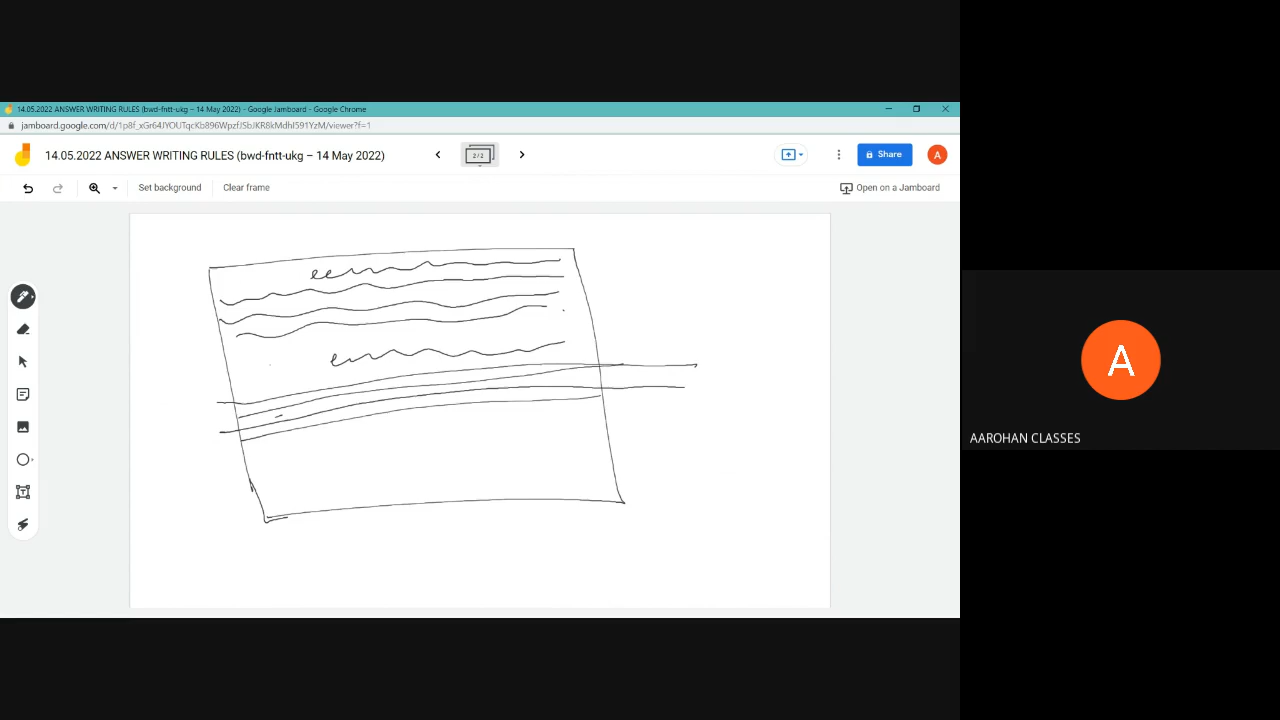 14.05.2022 ANSWER WRITING RULES (bwd-fntt-ukg – 14 May 2022) - Google Jamboard - Google Chrome
14.05.2022 ANSWER WRITING RULES (bwd-fntt-ukg – 14 May 2022)
2 / 2
Share
A
Set background
Clear frame
Open on a Jamboard
A
AAROHAN CLASSES